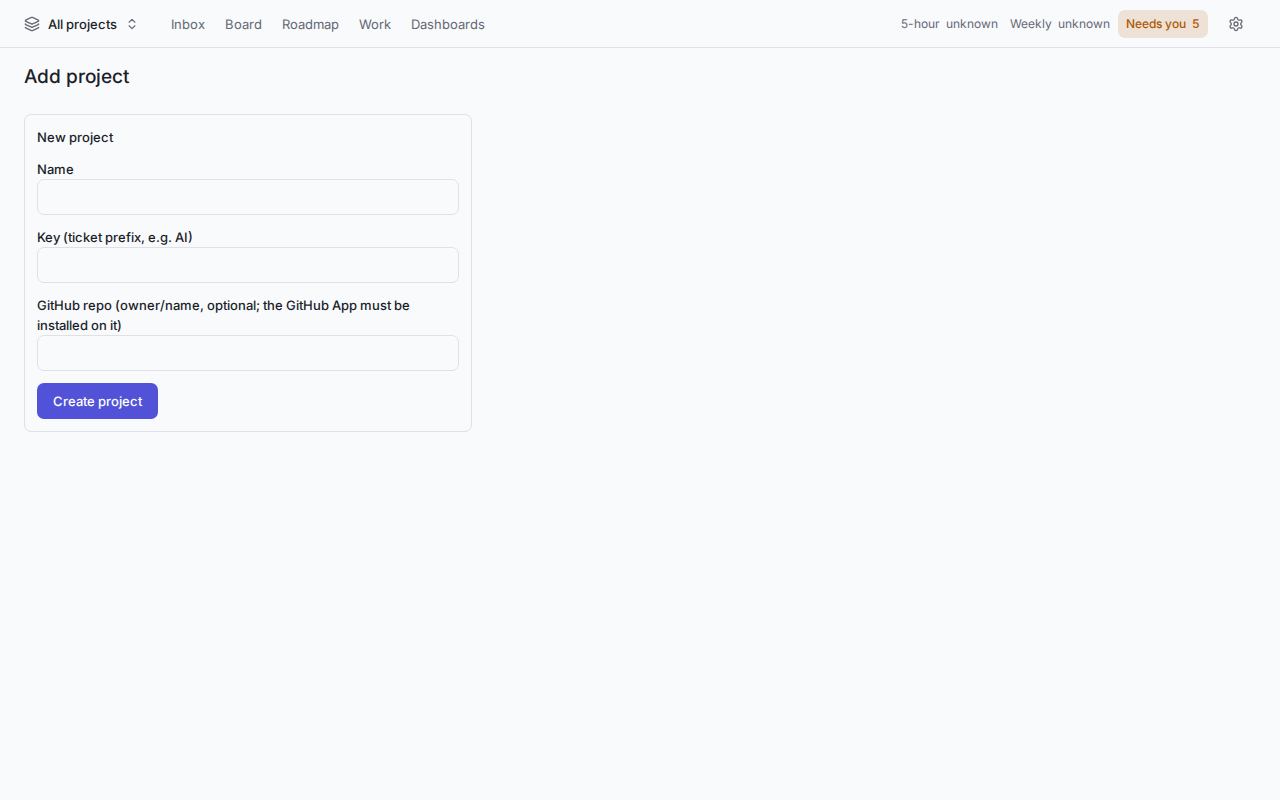 All projects Inbox Board Roadmap Work Dashboards 5-hour unknown Weekly unknown Needs you 5
Add project
New project
Name
Key (ticket prefix, e.g. AI)
GitHub repo (owner/name, optional; the GitHub App must be
installed on it)
Create project